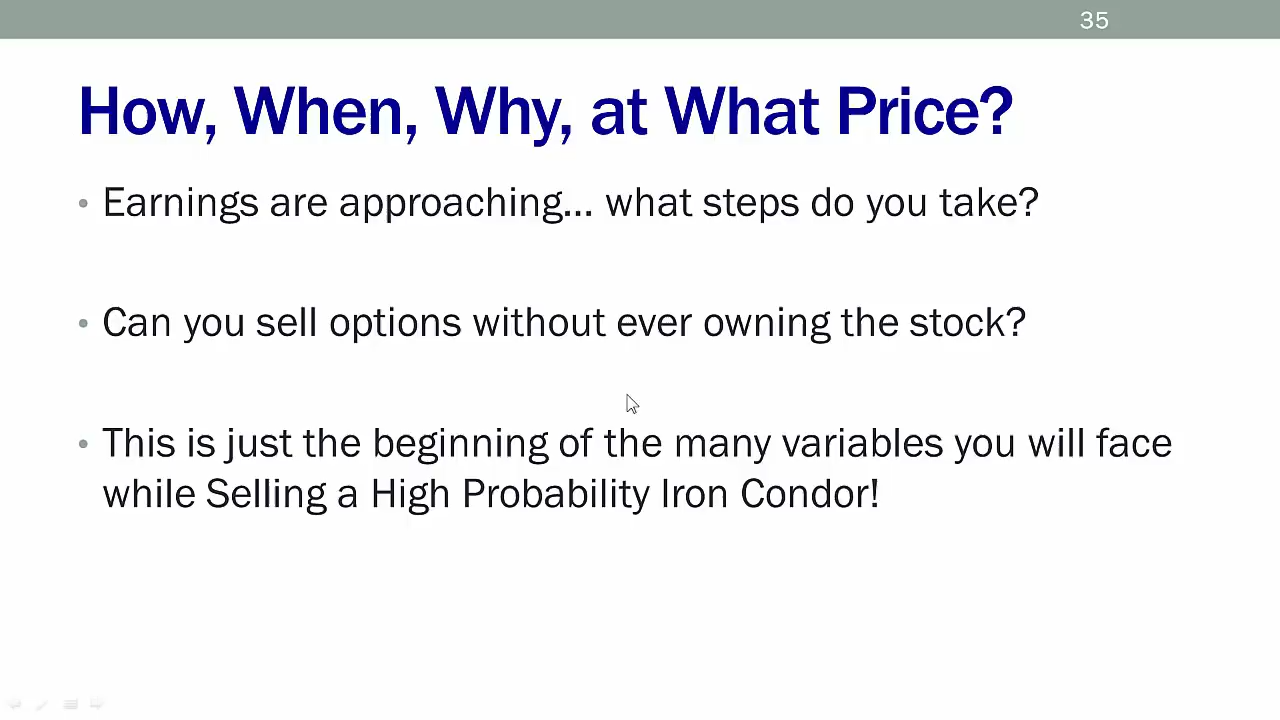 35
How, When, Why, at What Price?
• Earnings are approaching... what steps do you take?
• Can you sell options without ever owning the stock?
• This is just the beginning of the many variables you will face
while Selling a High Probability Iron Condor!